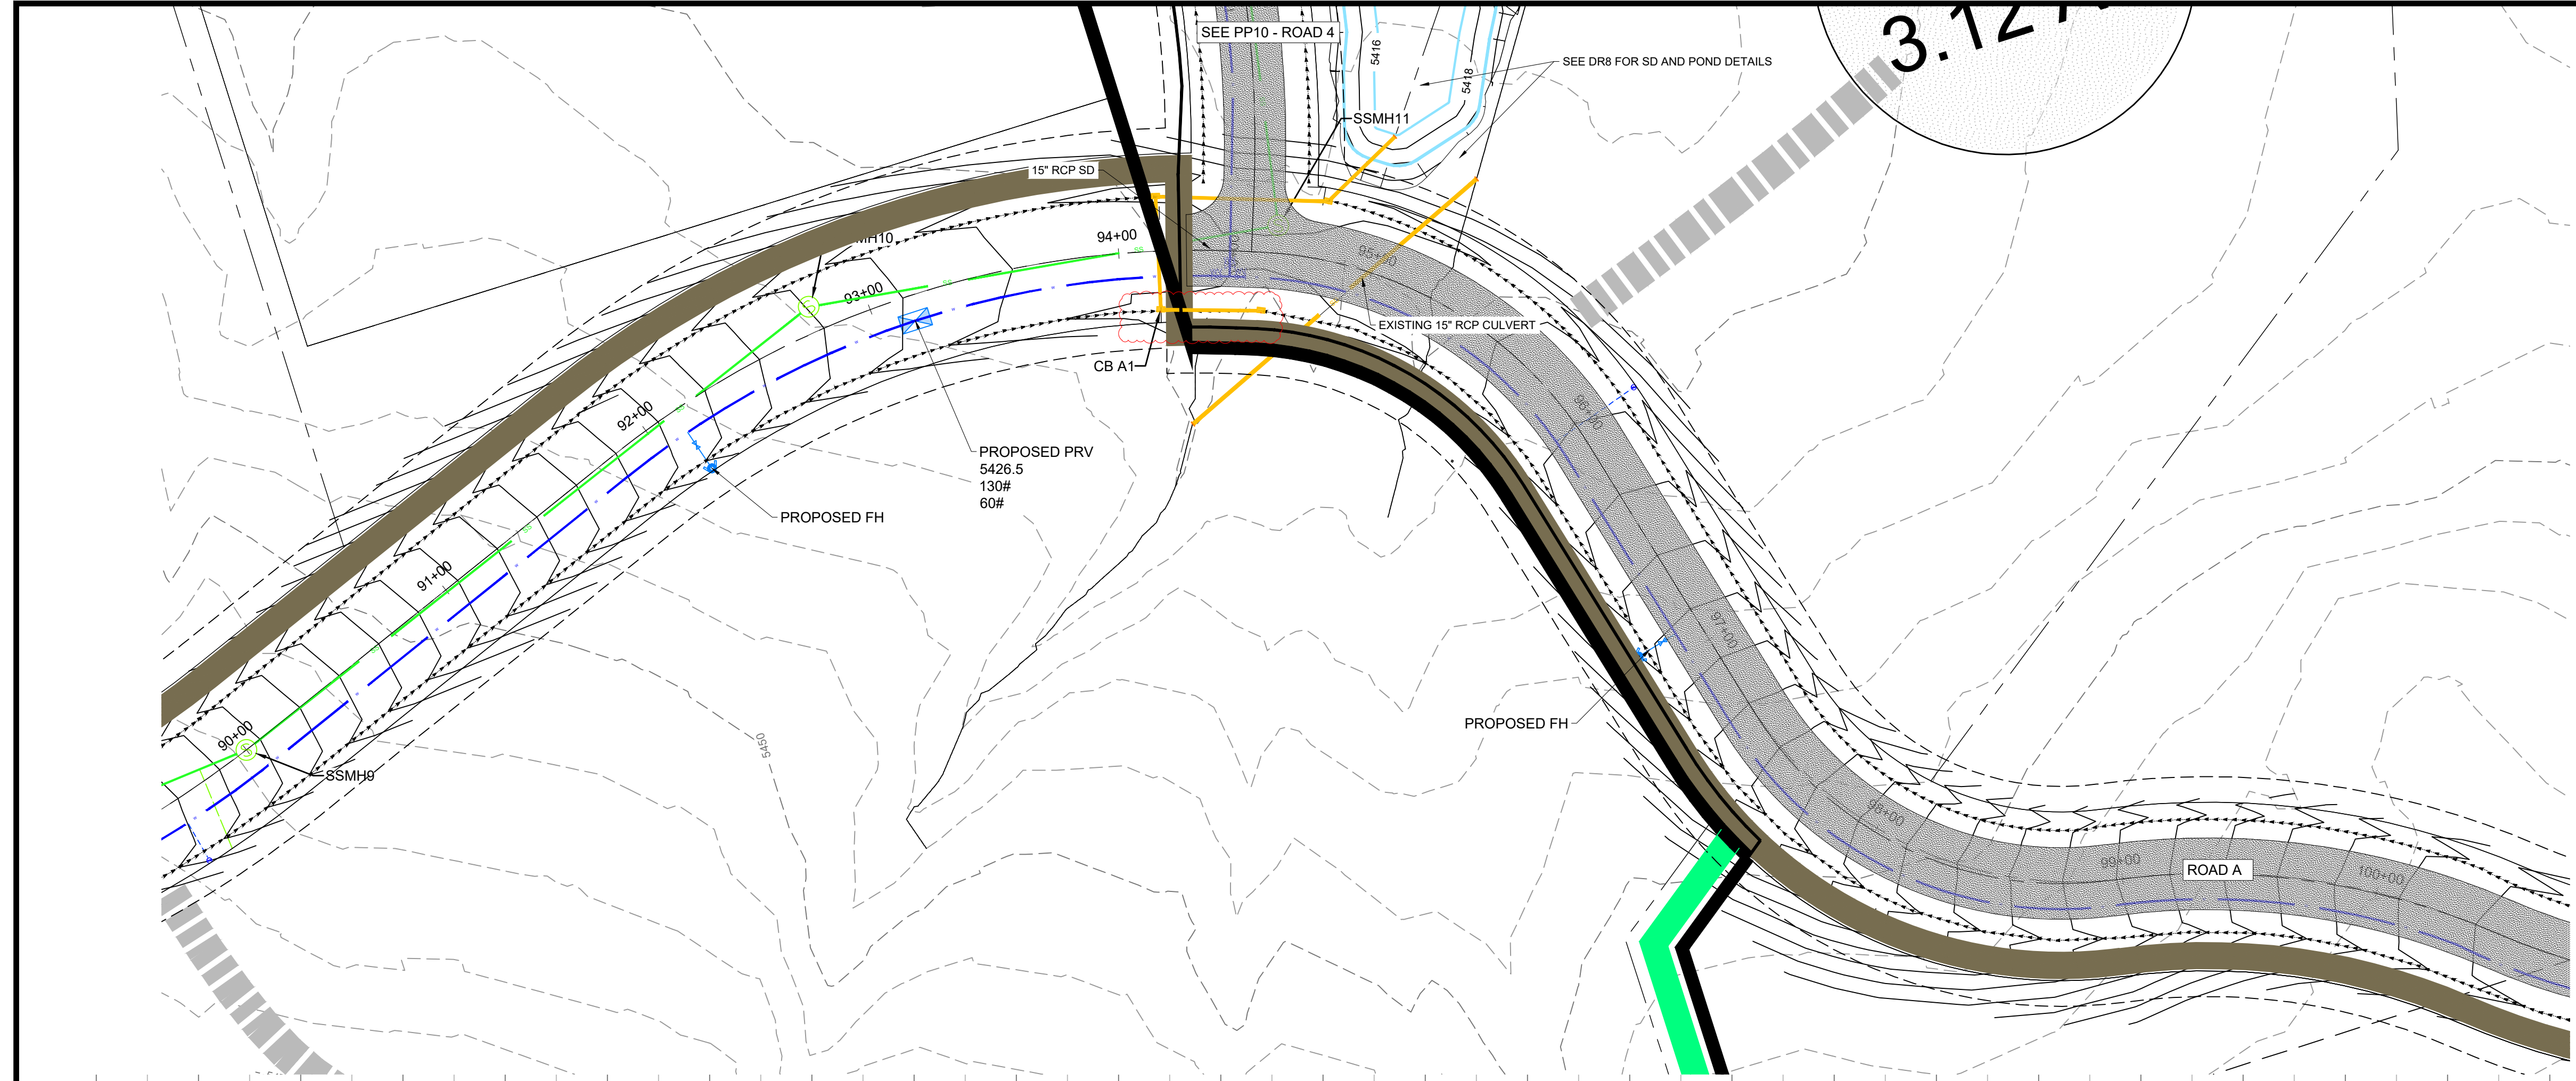 3.12
SEE PP10 - ROAD 4
5416
5418
SEE DR8 FOR SD AND POND DETAILS
SSMH11
15" RCP SD
MH10
94+00
95+00
93+00
EXISTING 15" RCP CULVERT
CB A1
92+00
96+00
PROPOSED PRV
5426.5
130#
60#
PROPOSED FH
91+00
97+00
PROPOSED FH
90+00
SSMH9
5450
98+00
99+00
ROAD A
100+00